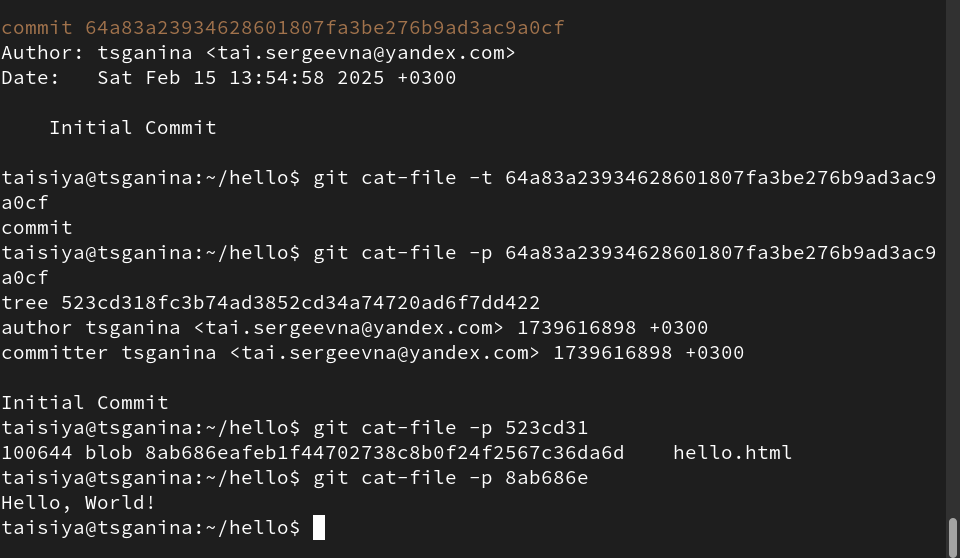 commit 64a83a23934628601807fa3be276b9ad3ac9a0cf
Author: tsganina <tai.sergeevna@yandex.com>
Date:   Sat Feb 15 13:54:58 2025 +0300

    Initial Commit

taisiya@tsganina:~/hello$ git cat-file -t 64a83a23934628601807fa3be276b9ad3ac9
a0cf
commit
taisiya@tsganina:~/hello$ git cat-file -p 64a83a23934628601807fa3be276b9ad3ac9
a0cf
tree 523cd318fc3b74ad3852cd34a74720ad6f7dd422
author tsganina <tai.sergeevna@yandex.com> 1739616898 +0300
committer tsganina <tai.sergeevna@yandex.com> 1739616898 +0300

Initial Commit
taisiya@tsganina:~/hello$ git cat-file -p 523cd31
100644 blob 8ab686eafeb1f44702738c8b0f24f2567c36da6d    hello.html
taisiya@tsganina:~/hello$ git cat-file -p 8ab686e
Hello, World!
taisiya@tsganina:~/hello$